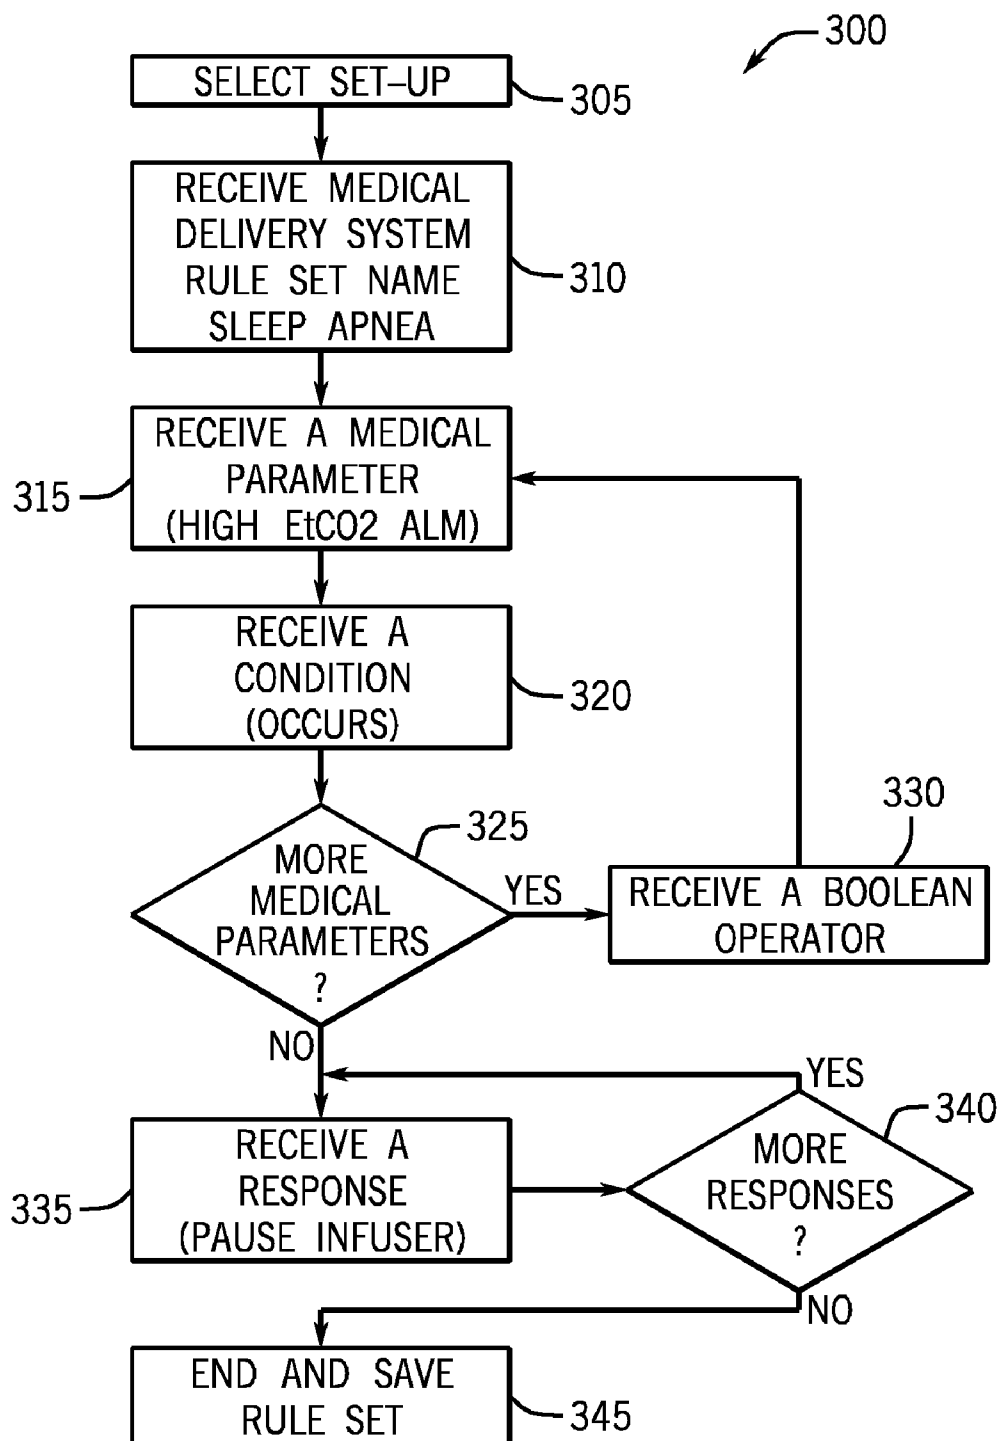 300
SELECT SET-UP
305
RECEIVE MEDICAL
DELIVERY SYSTEM
RULE SET NAME
SLEEP APNEA
310
RECEIVE A MEDICAL
PARAMETER
(HIGH EtCO2 ALM)
315
RECEIVE A
CONDITION
(OCCURS)
320
MORE
MEDICAL
PARAMETERS
?
325
YES
330
RECEIVE A BOOLEAN
OPERATOR
NO
RECEIVE A
RESPONSE
(PAUSE INFUSER)
335
YES
340
MORE
RESPONSES
?
NO
END AND SAVE
RULE SET
345